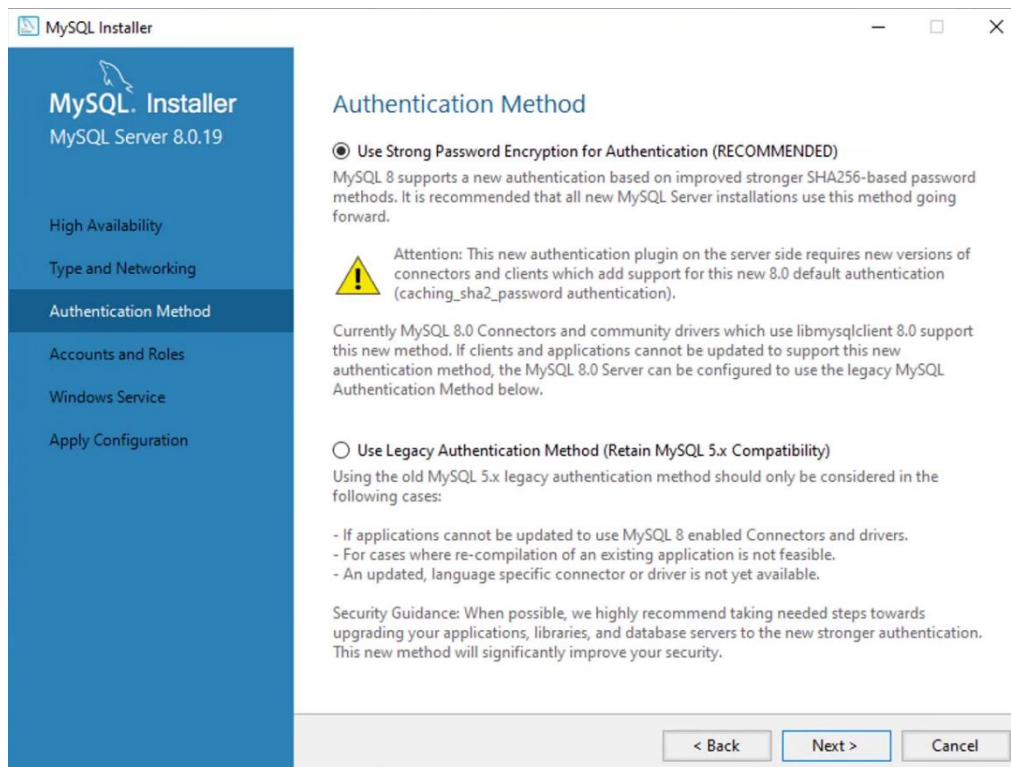 MySQL Installer
MySQL. Installer
MySQL Server 8.0.19
High Availability
Type and Networking
Authentication Method
Accounts and Roles
Windows Service
Apply Configuration
Authentication Method
Use Strong Password Encryption for Authentication (RECOMMENDED)
MySQL 8 supports a new authentication based on improved stronger SHA256-based password
methods. It is recommended that all new MySQL Server installations use this method going
forward.
Attention: This new authentication plugin on the server side requires new versions of
connectors and clients which add support for this new 8.0 default authentication
(caching_sha2_password authentication).
Currently MySQL 8.0 Connectors and community drivers which use libmysqlclient 8.0 support
this new method. If clients and applications cannot be updated to support this new
authentication method, the MySQL 8.0 Server can be configured to use the legacy MySQL
Authentication Method below.
Use Legacy Authentication Method (Retain MySQL 5.x Compatibility)
Using the old MySQL 5.x legacy authentication method should only be considered in the
following cases:
- If applications cannot be updated to use MySQL 8 enabled Connectors and drivers.
- For cases where re-compilation of an existing application is not feasible.
- An updated, language specific connector or driver is not yet available.
Security Guidance: When possible, we highly recommend taking needed steps towards
upgrading your applications, libraries, and database servers to the new stronger authentication.
This new method will significantly improve your security.
< Back
Next >
Cancel